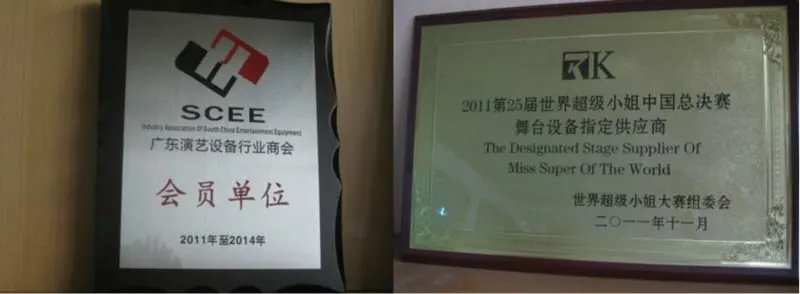 SCEE
Industry Association Of South China Entertainment Equipment
广东演艺设备行业商会
会员单位
2011年至2014年
K
2011第25届世界超级小姐中国总决赛
舞台设备指定供应商
The Designated Stage Supplier Of
Miss Super Of The World
世界超级小姐大赛组委会
二〇一一年十一月